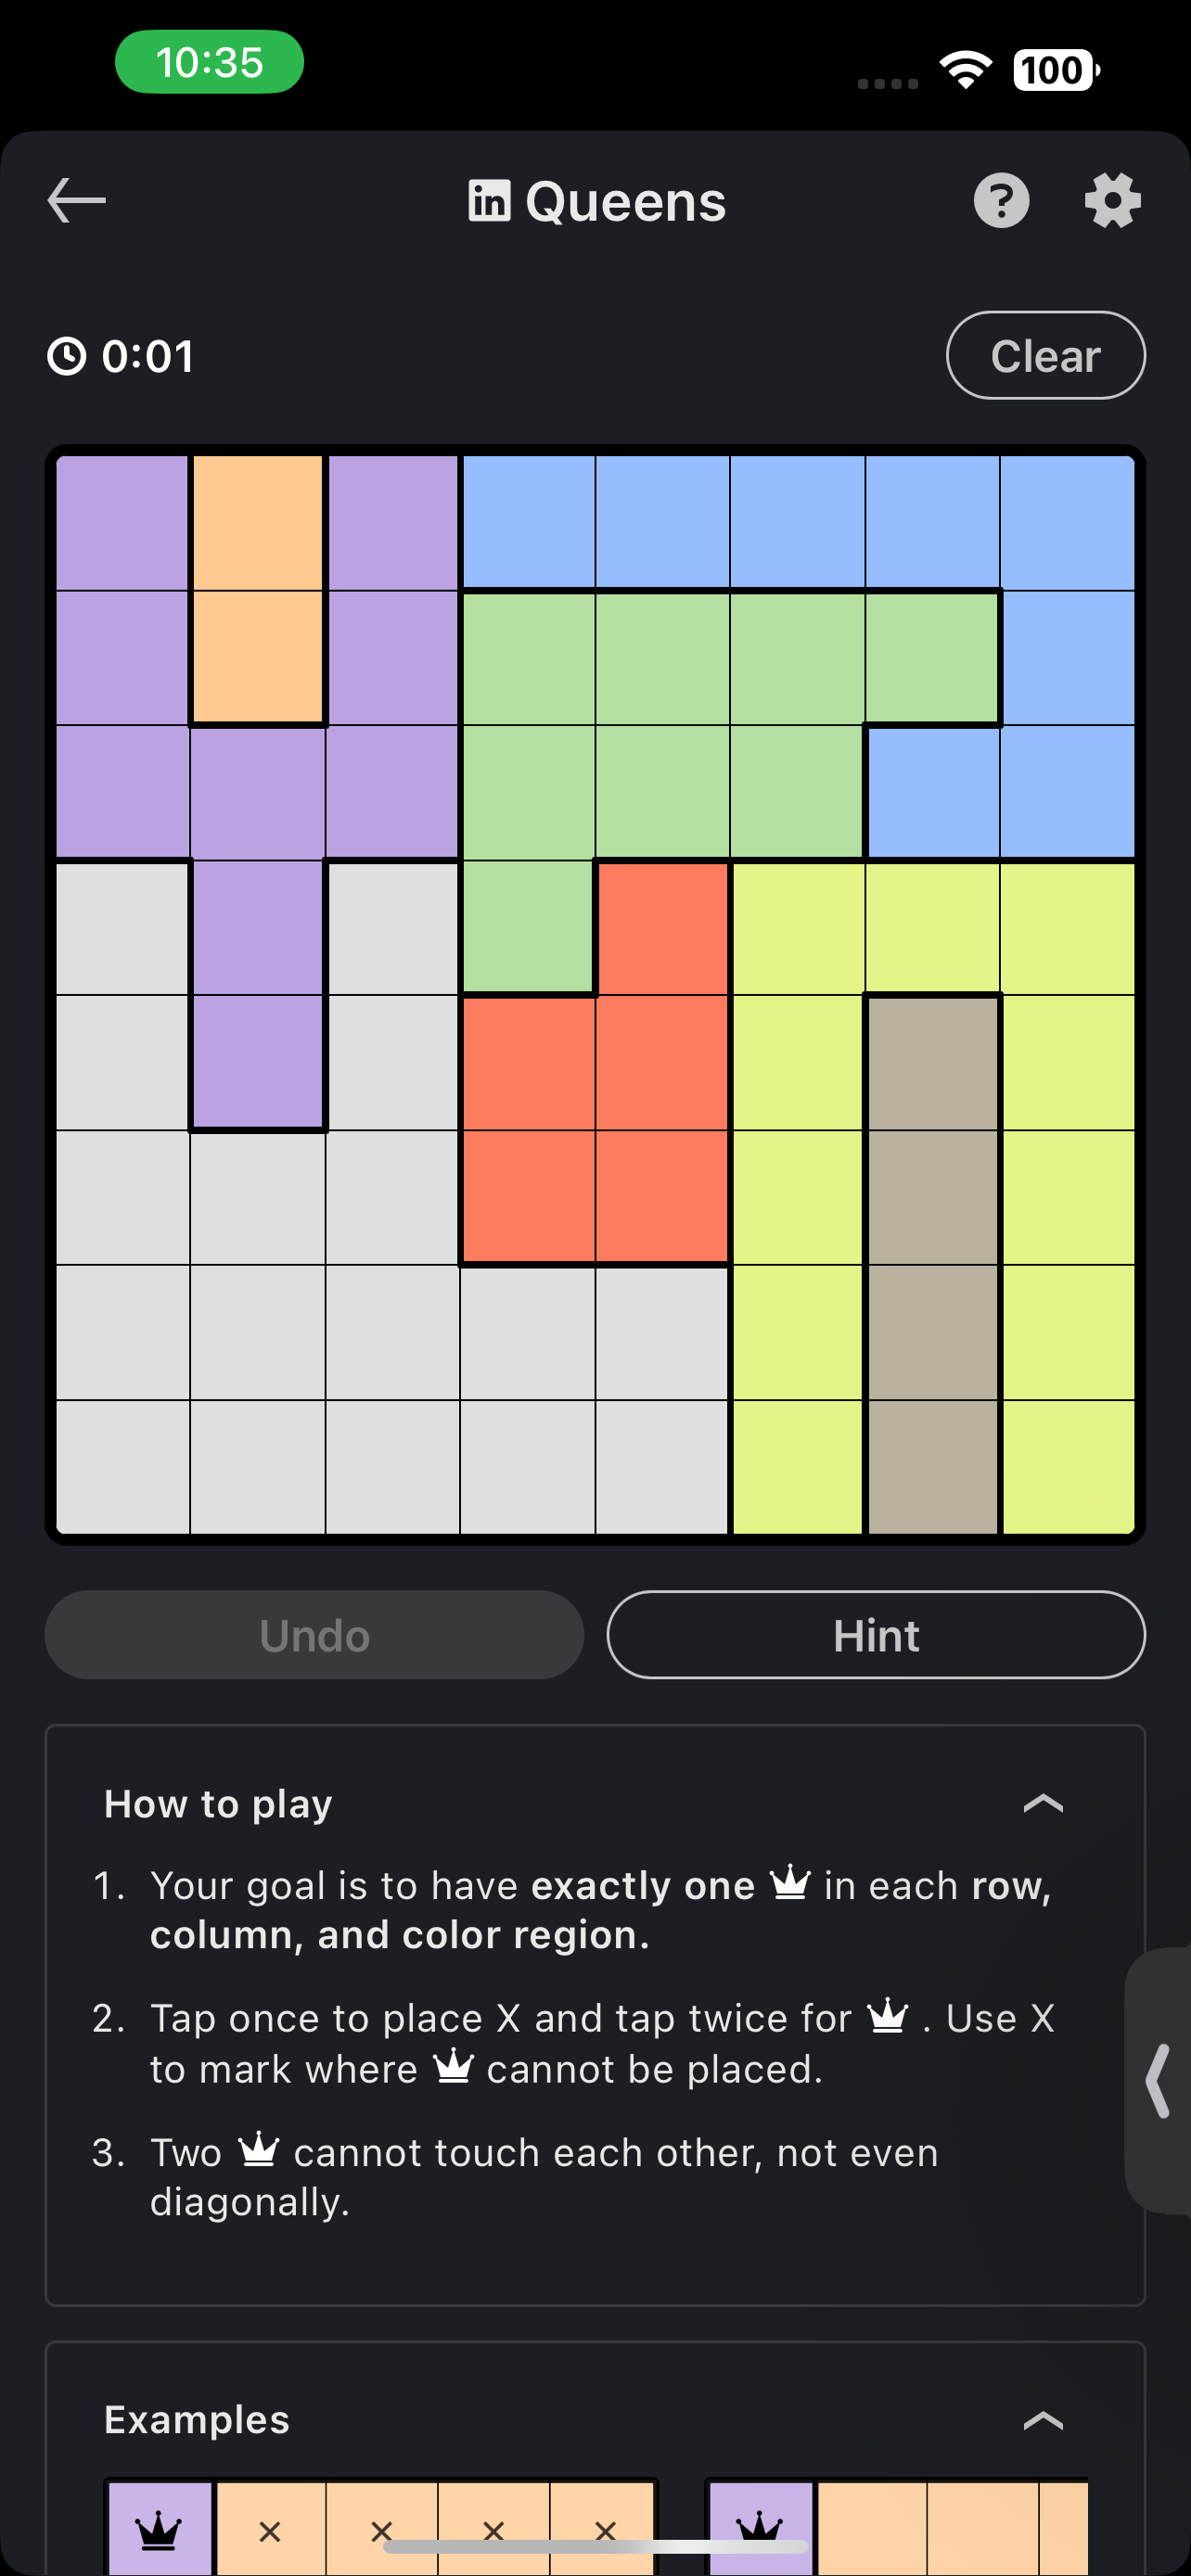 10:35
100
in Queens
?
0:01
Clear
Undo
Hint
How to play
1. Your goal is to have exactly one in each row,
column, and color region.
2. Tap once to place X and tap twice for . Use X
to mark where cannot be placed.
3. Two cannot touch each other, not even
diagonally.
Examples
× × × ×